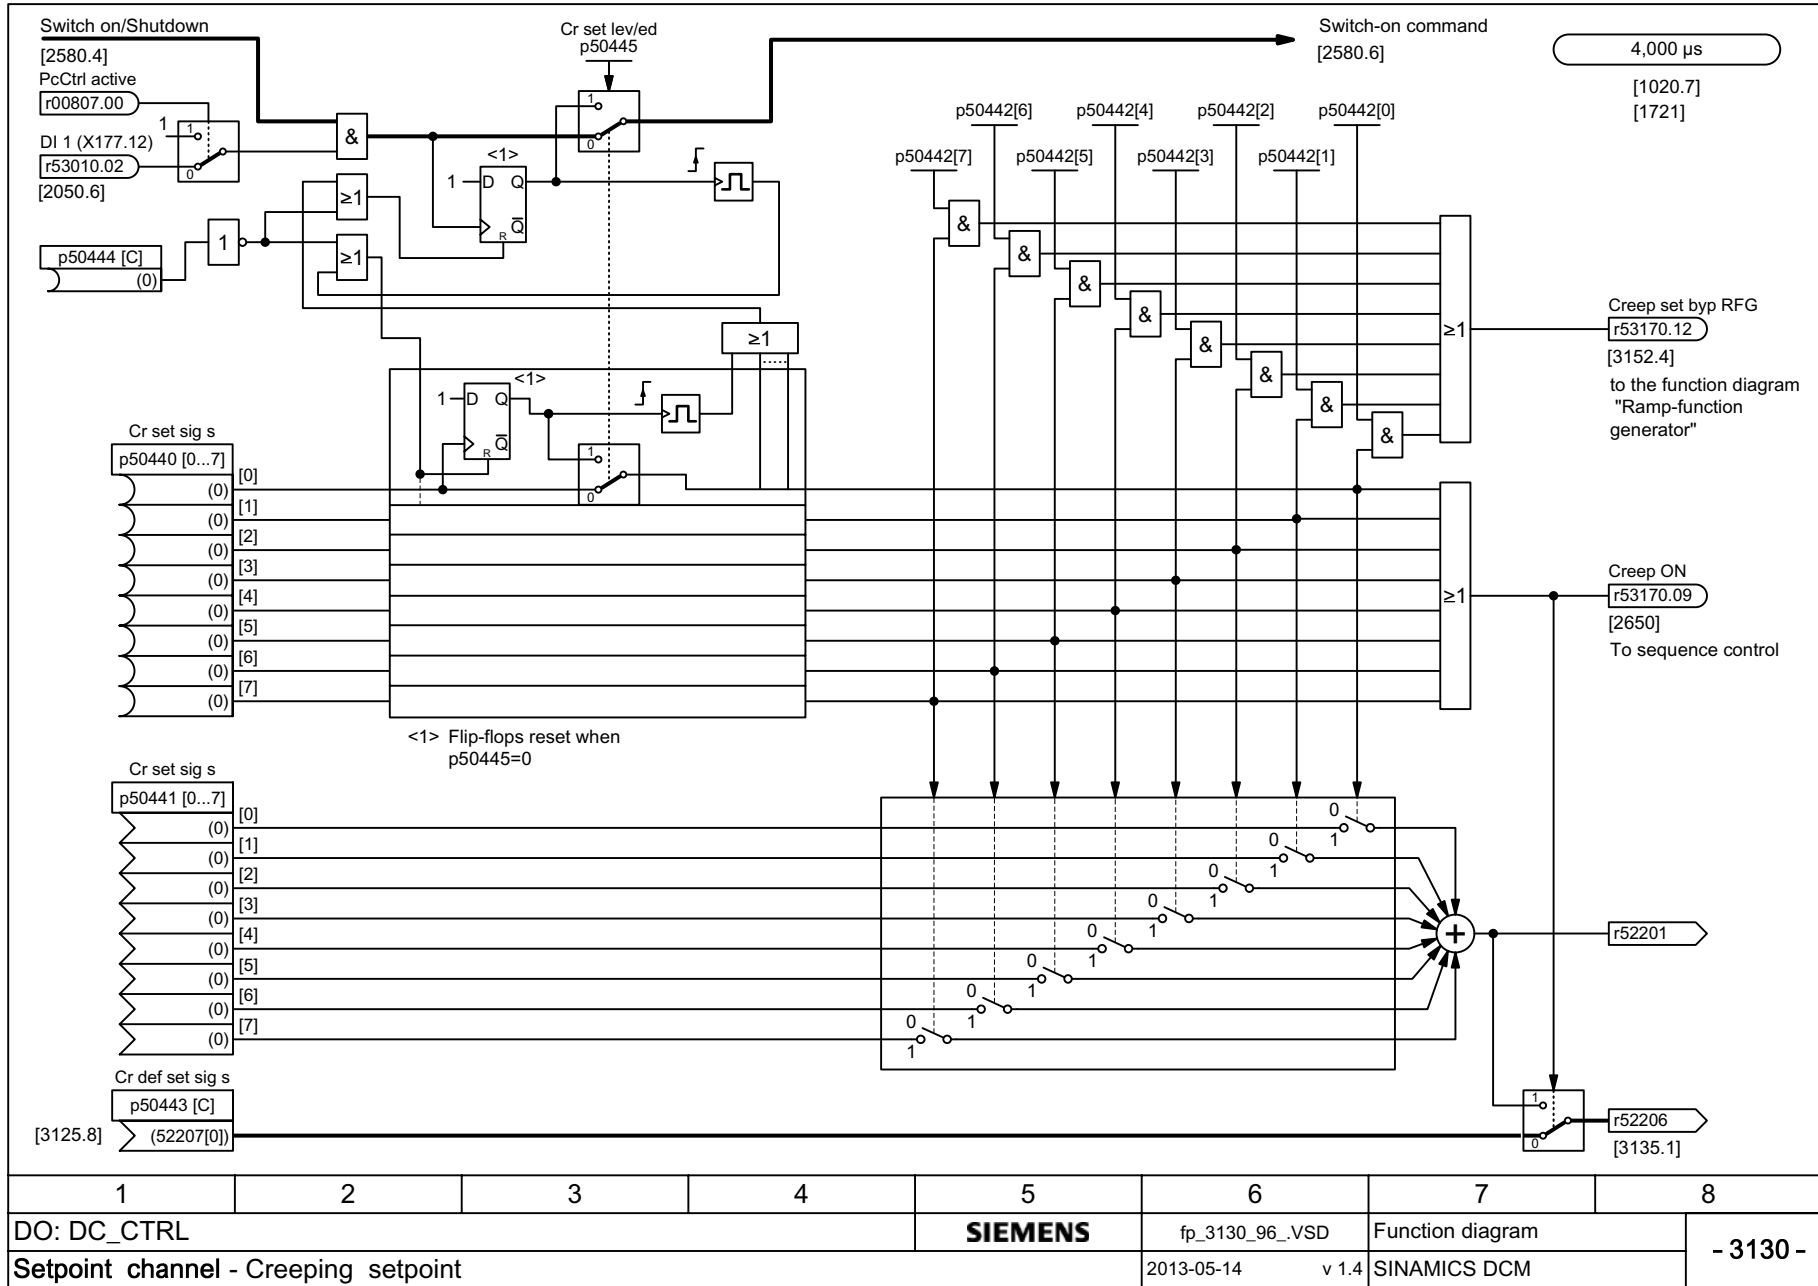 Switch on/Shutdown
[2580.4]
PcCtrl active
r00807.00
1
1
0
DI 1 (X177.12)
r53010.02
[2050.6]
p50444 [C]
(0)
1
&
≥1
≥1
Cr set lev/ed
p50445
1
0
<1>
1
D
Q
Q
R
≥1
<1>
1
D
Q
Q
R
1
0
Switch-on command
[2580.6]
4,000 µs
[1020.7]
[1721]
p50442[6]
p50442[4]
p50442[2]
p50442[0]
p50442[7]
p50442[5]
p50442[3]
p50442[1]
&
&
&
&
&
&
&
&
≥1
Creep set byp RFG
r53170.12
[3152.4]
to the function diagram
"Ramp-function
generator"
Cr set sig s
p50440 [0...7]
[0]
(0)
[1]
(0)
[2]
(0)
[3]
(0)
[4]
(0)
[5]
(0)
[6]
(0)
[7]
(0)
≥1
Creep ON
r53170.09
[2650]
To sequence control
<1> Flip-flops reset when
p50445=0
Cr set sig s
p50441 [0...7]
[0]
(0)
[1]
(0)
[2]
(0)
[3]
(0)
[4]
(0)
[5]
(0)
[6]
(0)
[7]
(0)
0
1
0
1
0
1
0
1
0
1
0
1
0
1
0
1
+
r52201
Cr def set sig s
p50443 [C]
[3125.8]
(52207[0])
1
0
r52206
[3135.1]
1 2 3 4 5 6 7 8
DO: DC_CTRL
SIEMENS
fp_3130_96_.VSD
Function diagram
- 3130 -
Setpoint channel - Creeping setpoint
2013-05-14 v 1.4
SINAMICS DCM